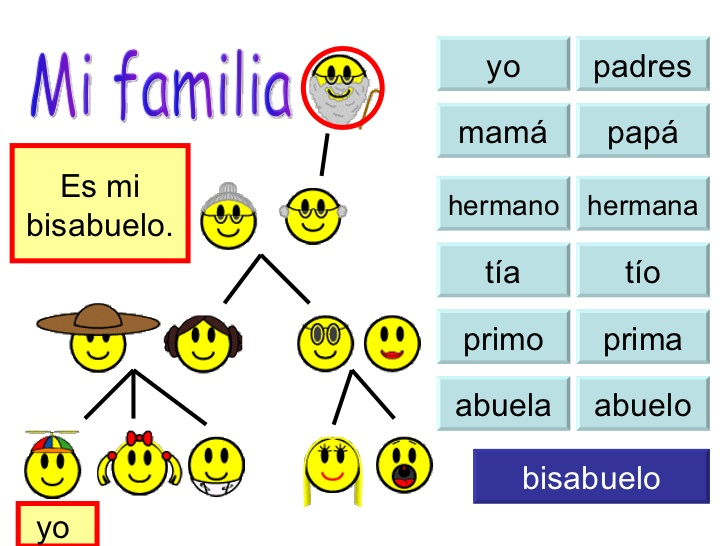 Mi familia
Es mi
bisabuelo.
yo
yo padres
mamá papá
hermano hermana
tía tío
primo prima
abuela abuelo
bisabuelo